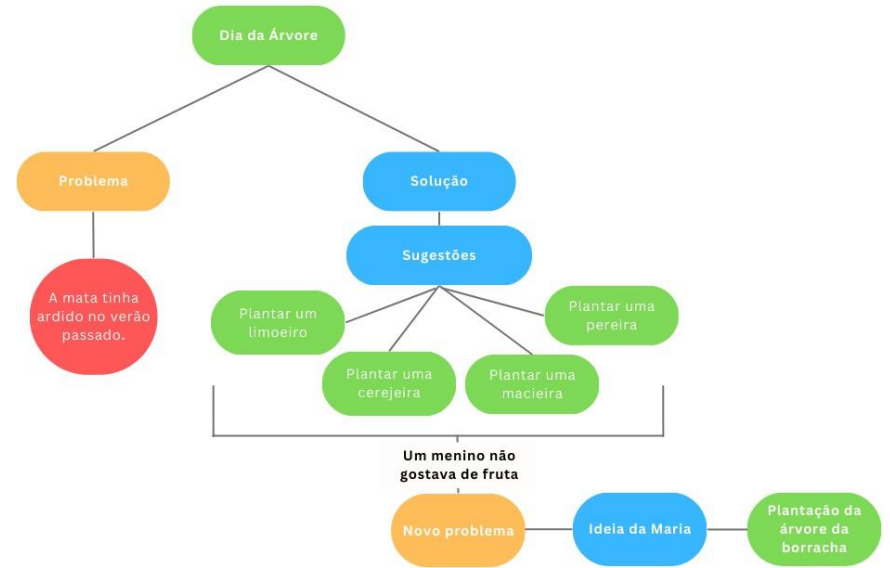 Dia da Árvore
Problema
Solução
Sugestões
A mata tinha
ardido no verão
passado.
Plantar um
limoeiro
Plantar uma
cerejeira
Plantar uma
macieira
Plantar uma
pereira
Um menino não
gostava de fruta
Novo problema
Ideia da Maria
Plantação da
árvore da
borracha